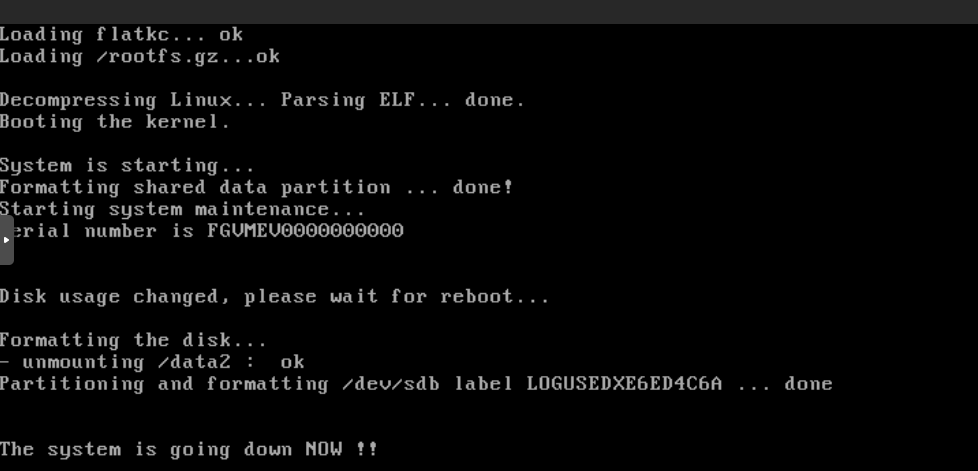 Loading flatkc... ok
Loading /rootfs.gz...ok
Decompressing Linux... Parsing ELF... done.
Booting the kernel.
System is starting...
Formatting shared data partition ... done!
Starting system maintenance...
erial number is FGVMEV0000000000
Disk usage changed, please wait for reboot...
Formatting the disk...
- unmounting /data2 :  ok
Partitioning and formatting /dev/sdb label LOGUSEDXE6ED4C6A ... done
The system is going down NOW !!